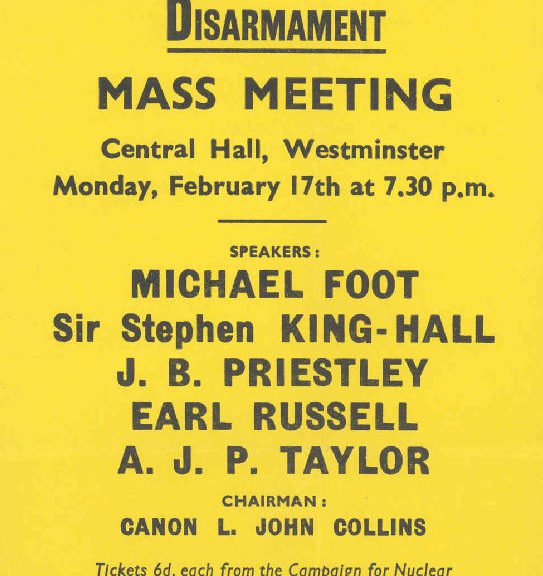 DISARMAMENT
MASS MEETING
Central Hall, Westminster
Monday, February 17th at 7.30 p.m.
SPEAKERS:
MICHAEL FOOT
Sir Stephen KING-HALL
J. B. PRIESTLEY
EARL RUSSELL
A. J. P. TAYLOR
CHAIRMAN:
CANON L. JOHN COLLINS
Tickets 6d. each from the Campaign for Nuclear